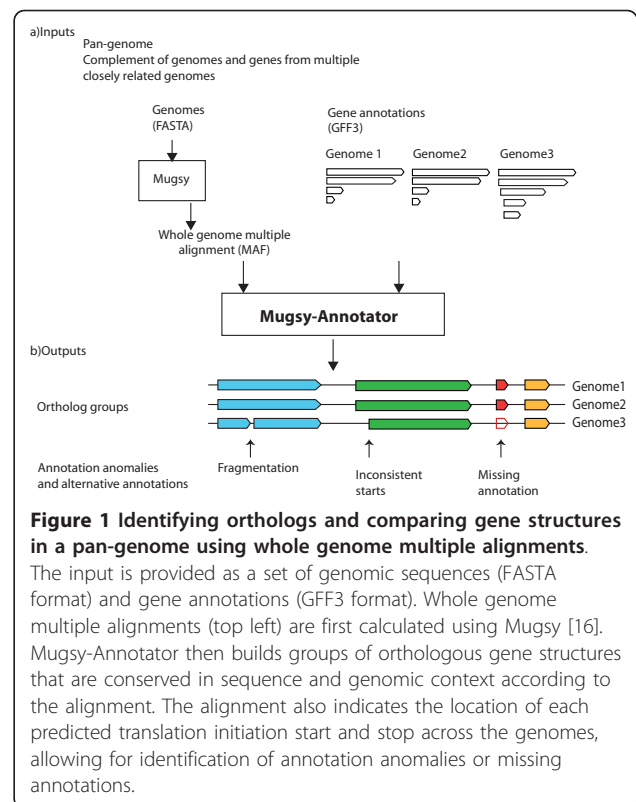 a)Inputs
Pan-genome
Complement of genomes and genes from multiple
closely related genomes
Genomes
(FASTA)
Gene annotations
(GFF3)
Genome 1
Genome2
Genome3
Mugsy
Whole genome multiple
alignment (MAF)
Mugsy-Annotator
b)Outputs
Ortholog groups
Genome1
Genome2
Genome3
Annotation anomalies
and alternative annotations
Fragmentation
Inconsistent
starts
Missing
annotation
Figure 1 Identifying orthologs and comparing gene structures
in a pan-genome using whole genome multiple alignments.
The input is provided as a set of genomic sequences (FASTA
format) and gene annotations (GFF3 format). Whole genome
multiple alignments (top left) are first calculated using Mugsy [16].
Mugsy-Annotator then builds groups of orthologous gene structures
that are conserved in sequence and genomic context according to
the alignment. The alignment also indicates the location of each
predicted translation initiation start and stop across the genomes,
allowing for identification of annotation anomalies or missing
annotations.